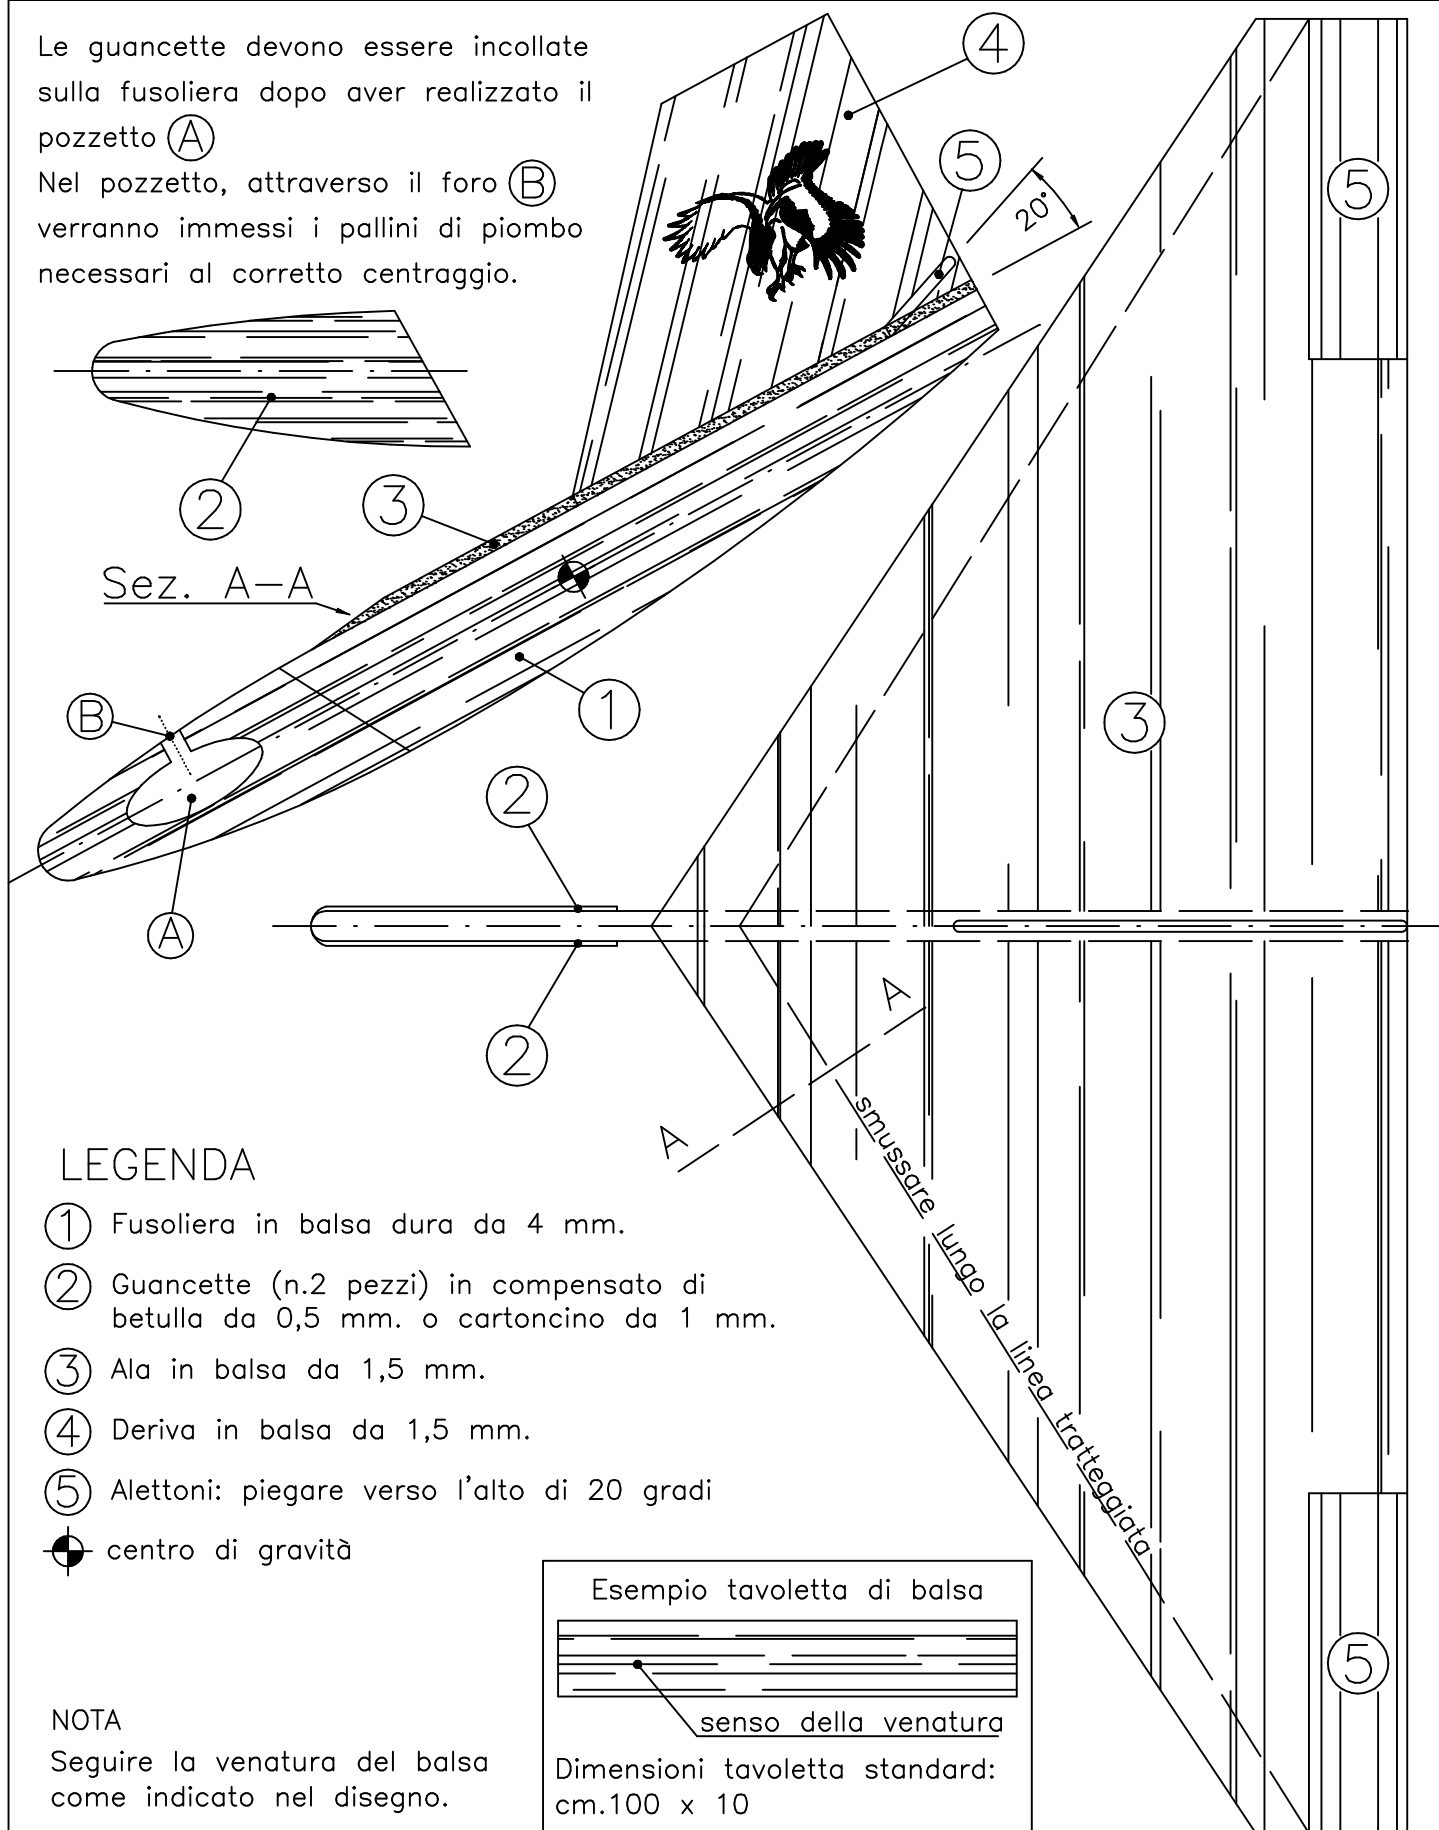 Le guancette devono essere incollate
sulla fusoliera dopo aver realizzato il
pozzetto A
Nel pozzetto, attraverso il foro B
verranno immessi i pallini di piombo
necessari al corretto centraggio.
4
5
20°
5
2
3
Sez. A-A
1
B
A
3
2
2
A
A
smussare lungo la linea tratteggiata
5
LEGENDA
1 Fusoliera in balsa dura da 4 mm.
2 Guancette (n.2 pezzi) in compensato di
betulla da 0,5 mm. o cartoncino da 1 mm.
3 Ala in balsa da 1,5 mm.
4 Deriva in balsa da 1,5 mm.
5 Alettoni: piegare verso l'alto di 20 gradi
centro di gravità
Esempio tavoletta di balsa
senso della venatura
Dimensioni tavoletta standard:
cm.100 x 10
NOTA
Seguire la venatura del balsa
come indicato nel disegno.